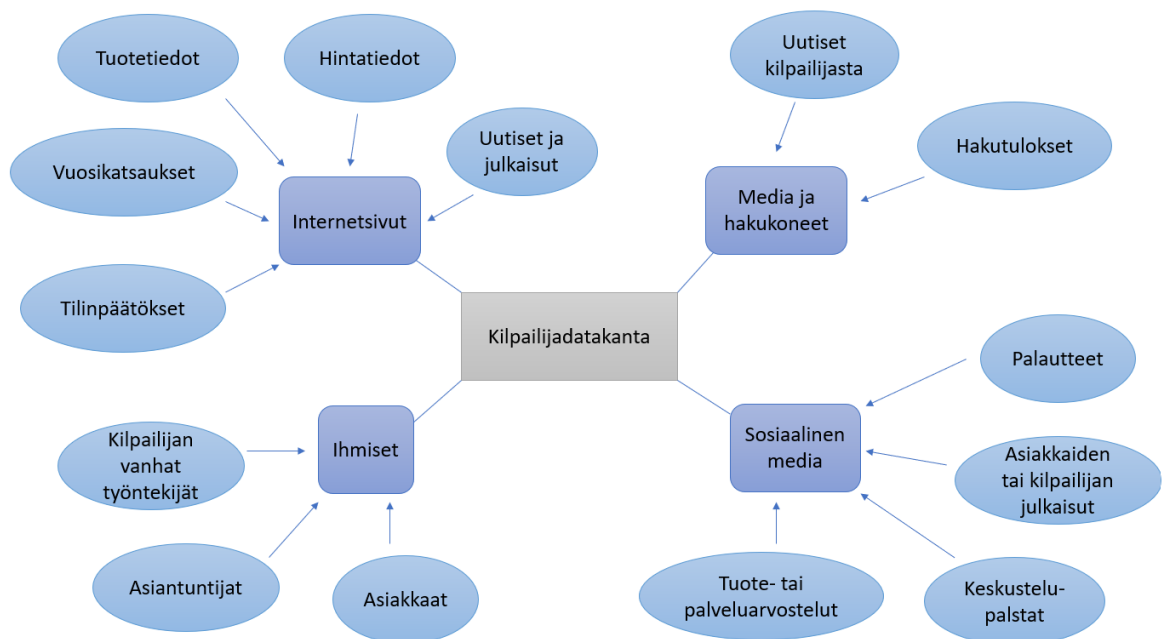 Tuotetiedot
Hintatiedot
Uutiset
kilpailijasta
Vuosikatsaukset
Uutiset ja
julkaisut
Hakutulokset
Internetsivut
Media ja
hakukoneet
Tilinpäätökset
Kilpailijadatakanta
Palautteet
Kilpailijan
vanhat
työntekijät
Ihmiset
Sosiaalinen
media
Asiakkaiden
tai kilpailijan
julkaisut
Asiantuntijat
Asiakkaat
Tuote- tai
palveluarvostelut
Keskustelu-
palstat